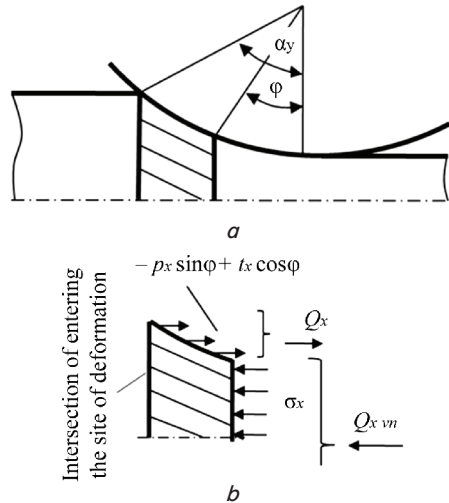 αy
φ
a
– px sinφ + tx cosφ
Intersection of entering
the site of deformation
Qx
σx
Qx vn
b